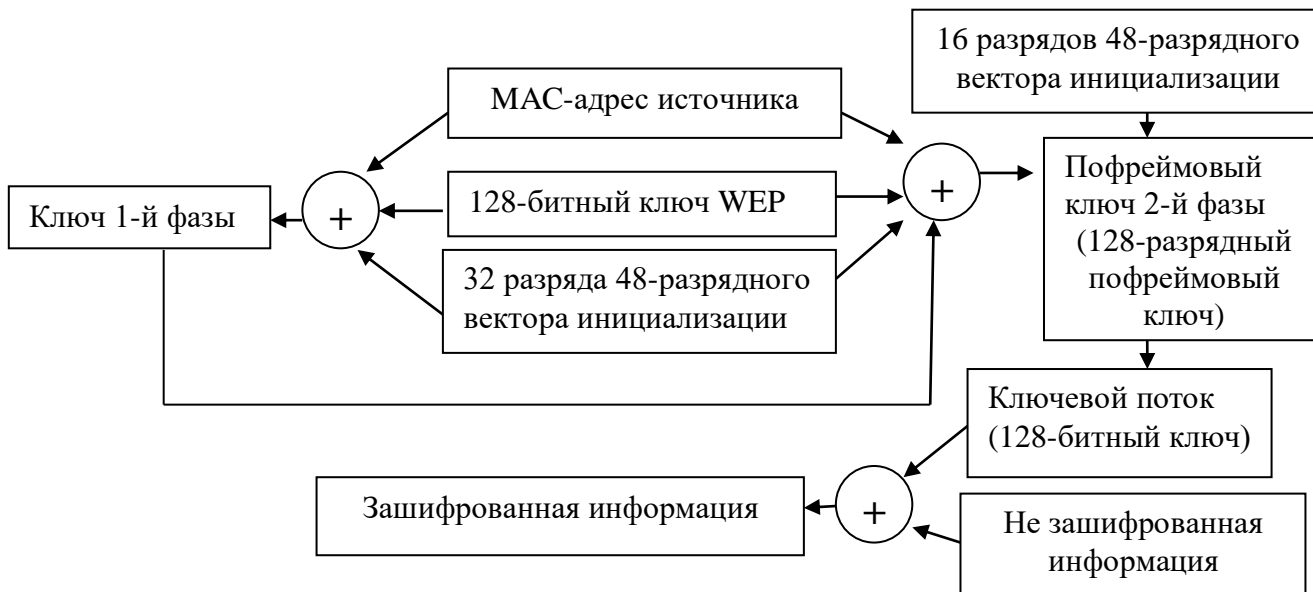 16 разрядов 48-разрядного
вектора инициализации
MAC-адрес источника
+
128-битный ключ WEP
+
Ключ 1-й фазы
32 разряда 48-разрядного
вектора инициализации
Пофреймовый
ключ 2-й фазы
(128-разрядный
пофреймовый
ключ)
Ключевой поток
(128-битный ключ)
Зашифрованная информация
+
Не зашифрованная
информация